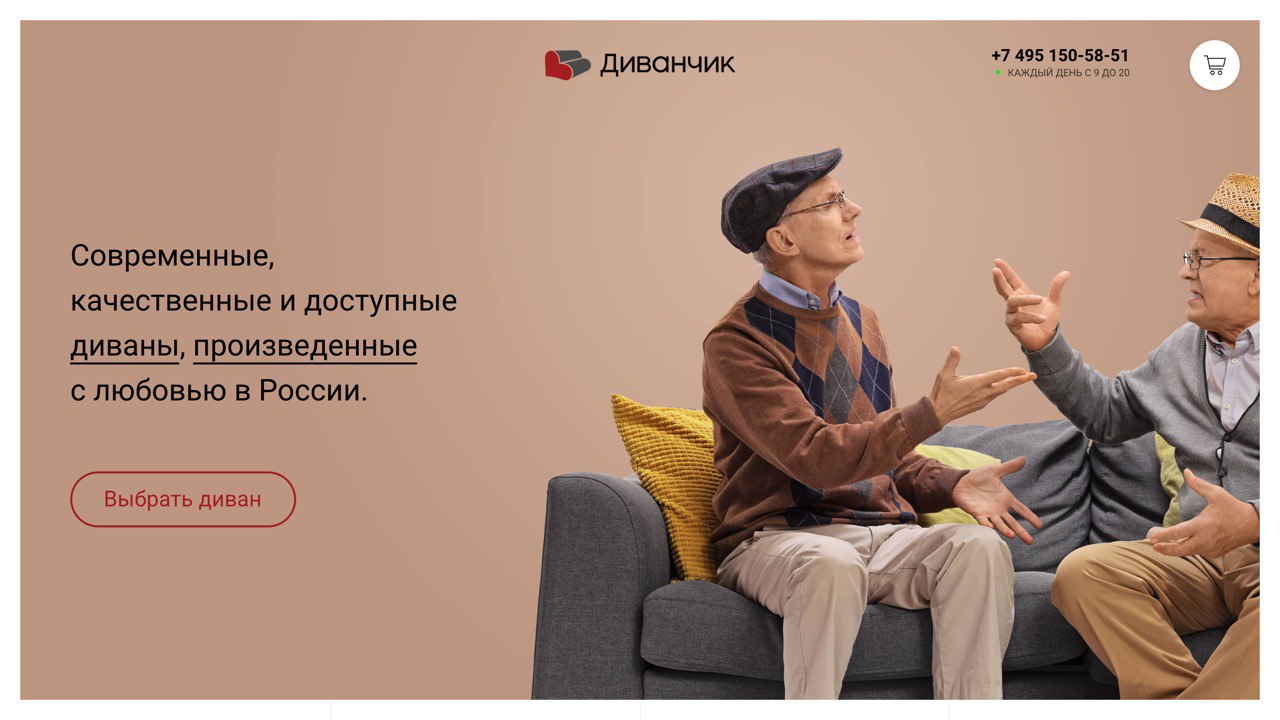 Диванчик
+7 495 150-58-51
КАЖДЫЙ ДЕНЬ С 9 ДО 20
Современные,
качественные и доступные
диваны, произведенные
с любовью в России.
Выбрать диван